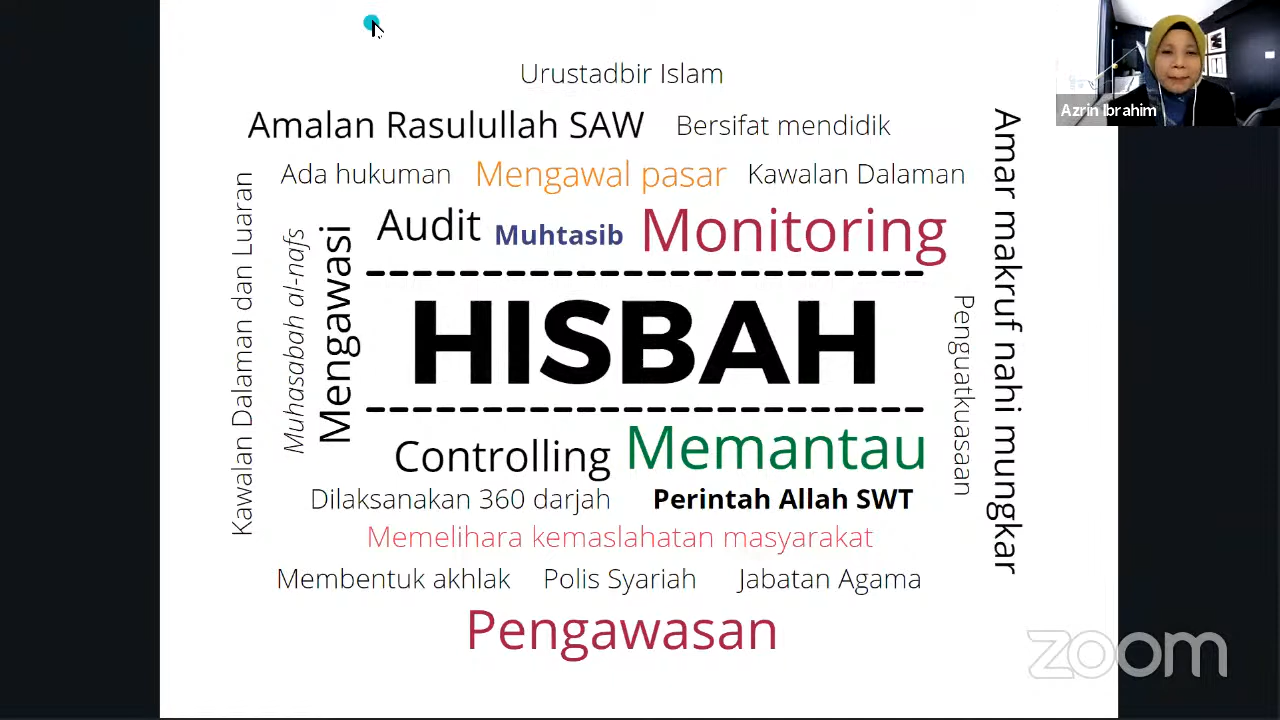 Urustadbir Islam
Amalan Rasulullah SAW Bersifat mendidik
Ada hukuman Mengawal pasar Kawalan Dalaman
Audit Muhtasib Monitoring
Kawalan Dalaman dan Luaran
Muhasabah al-nafs
Mengawasi
HISBAH
Penguatkuasaan
Amar makruf nahi mungkar
Controlling Memantau
Dilaksanakan 360 darjah Perintah Allah SWT
Memelihara kemaslahatan masyarakat
Membentuk akhlak Polis Syariah Jabatan Agama
Pengawasan
Azrin Ibrahim
zoom